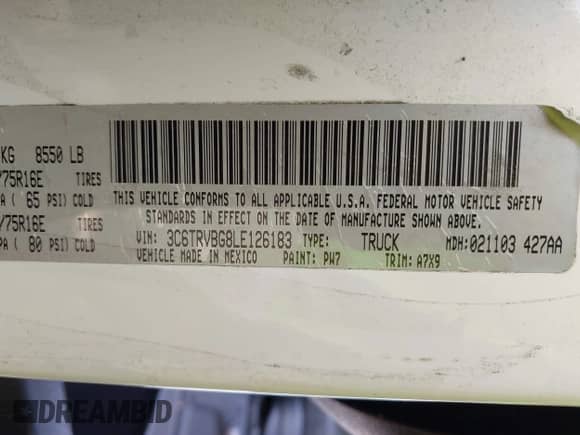 KG 8550 LB
/75R16E TIRES
PA ( 65 PSI) COLD
/75R16E TIRES
PA ( 80 PSI) COLD
THIS VEHICLE CONFORMS TO ALL APPLICABLE U.S.A. FEDERAL MOTOR VEHICLE SAFETY
STANDARDS IN EFFECT ON THE DATE OF MANUFACTURE SHOWN ABOVE.
VIN: 3C6TRVBG8LE126183 TYPE: TRUCK MDH: 021103 427AA
VEHICLE MADE IN MEXICO PAINT: PW7 TRIM: A7X9
DREAMBID